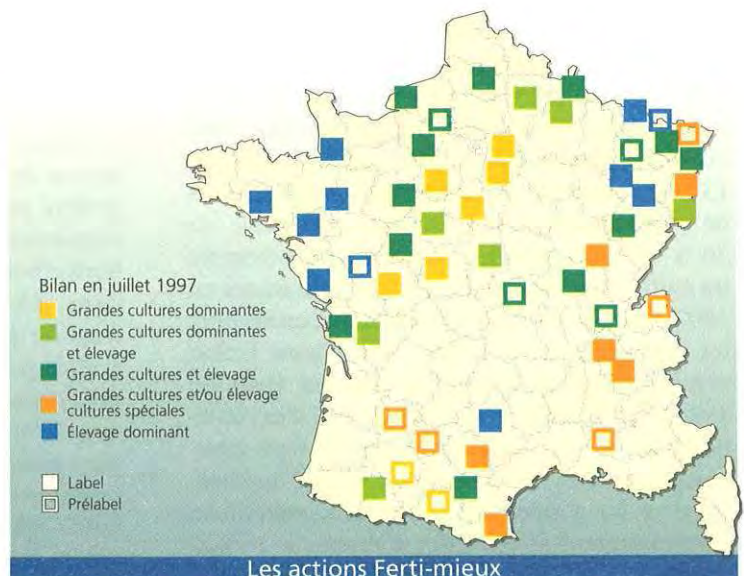 Bilan en juillet 1997
Grandes cultures dominantes
Grandes cultures dominantes
et élevage
Grandes cultures et élevage
Grandes cultures et/ou élevage
cultures spéciales
Élevage dominant
Label
Prélabel
Les actions Ferti-mieux